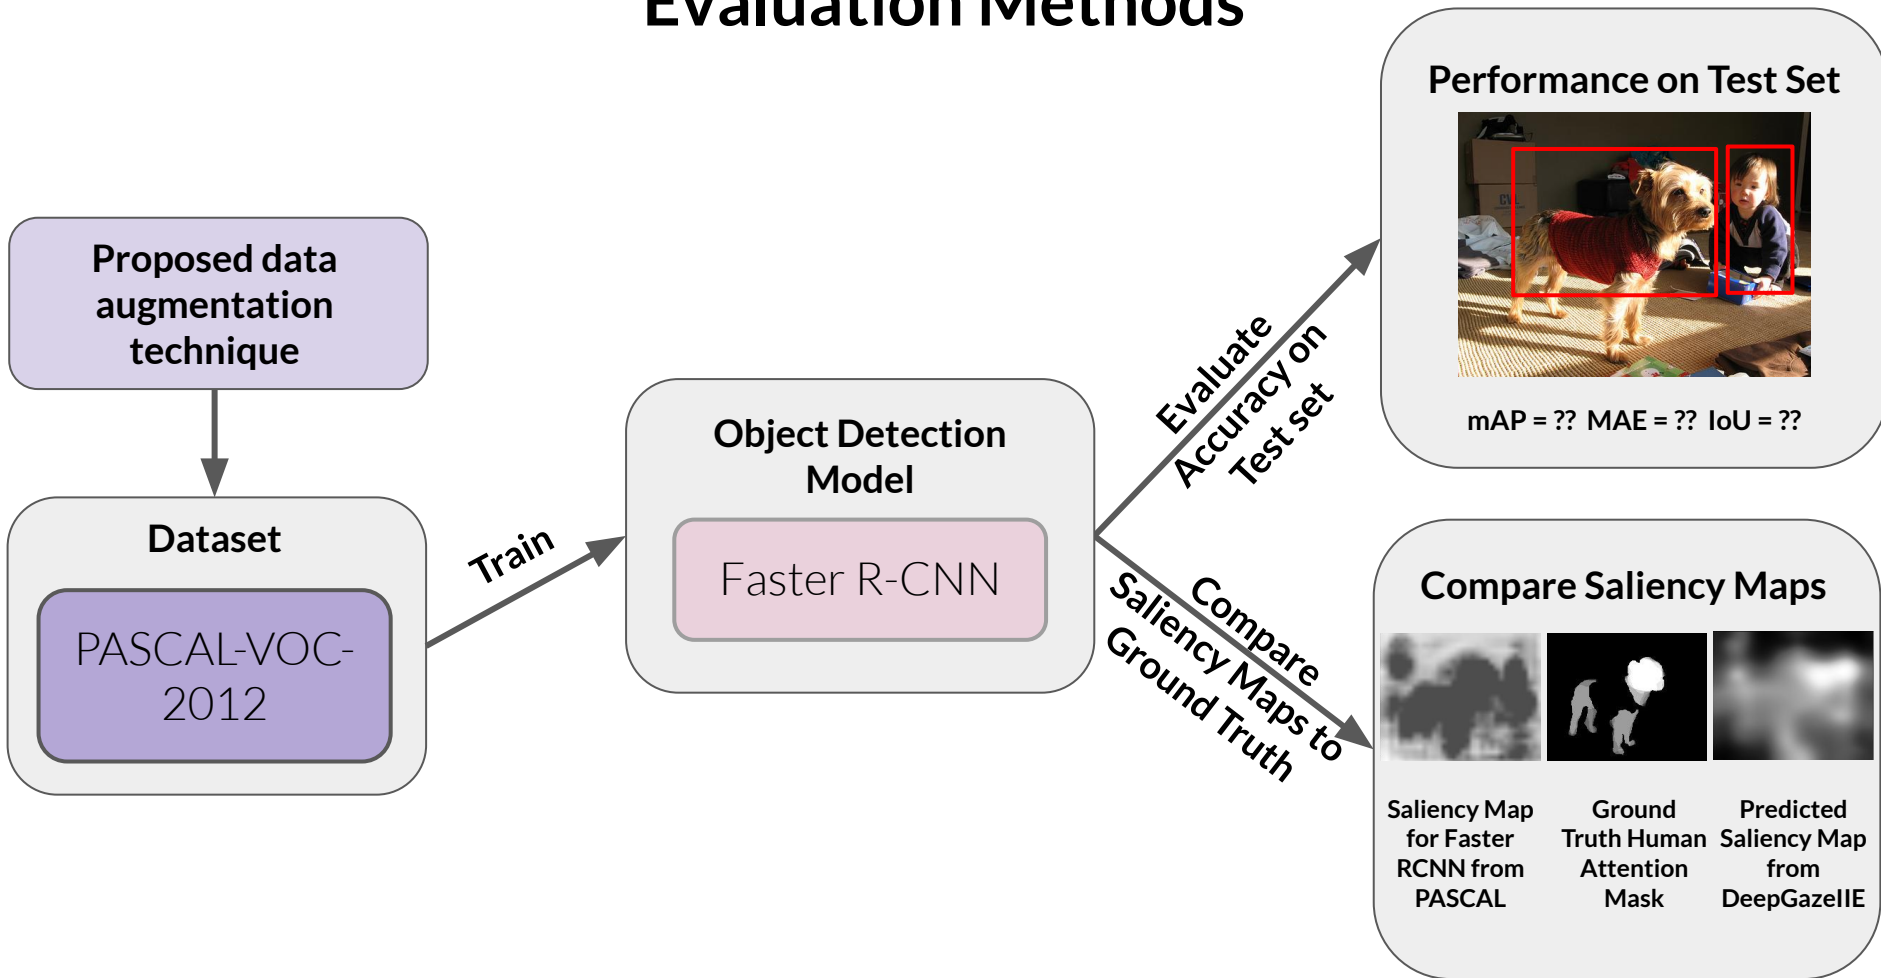 Evaluation Methods
Proposed data
augmentation
technique
Dataset
PASCAL-VOC-
2012
Train
Object Detection
Model
Faster R-CNN
Evaluate
Accuracy on
Test set
Compare
Saliency Maps to
Ground Truth
Performance on Test Set
CVL
mAP = ?? MAE = ?? IoU = ??
Compare Saliency Maps
Saliency Map
for Faster
RCNN from
PASCAL
Ground
Truth Human
Attention
Mask
Predicted
Saliency Map
from
DeepGazeIIE